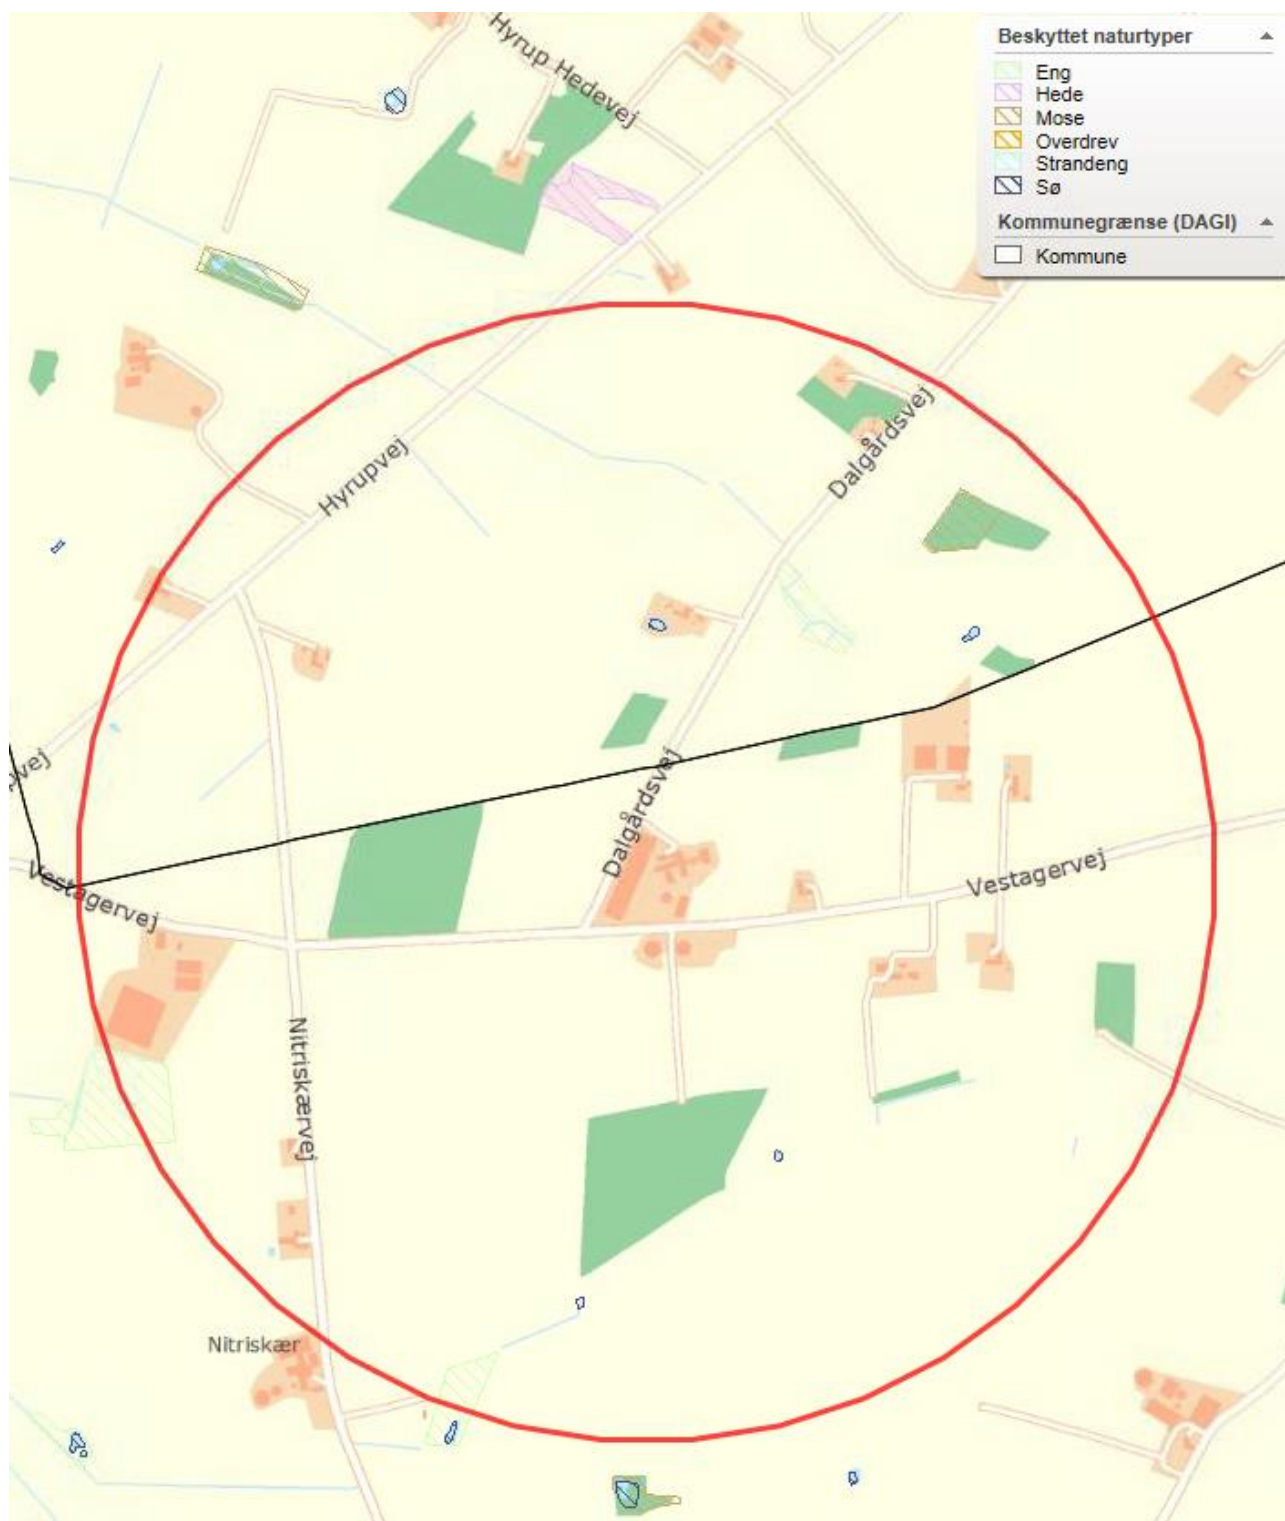 Beskyttet naturtyper
Eng
Hede
Mose
Overdrev
Strandeng
Sø
Kommunegrænse (DAGI)
Kommune
Hyrup Hedevej
Hyrupvej
Dalgårdsvej
pvej
Dalgårdsvej
Vestagervej
Vestagervej
Nitriskærvej
Nitriskær